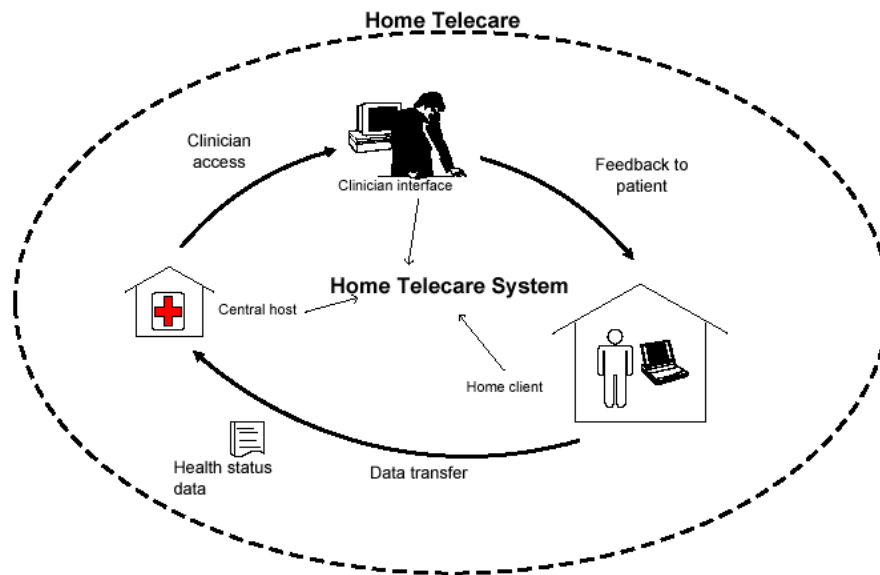 Home Telecare
Clinician
access
Clinician interface
Feedback to
patient
Home Telecare System
Central host
Home client
Health status
data
Data transfer